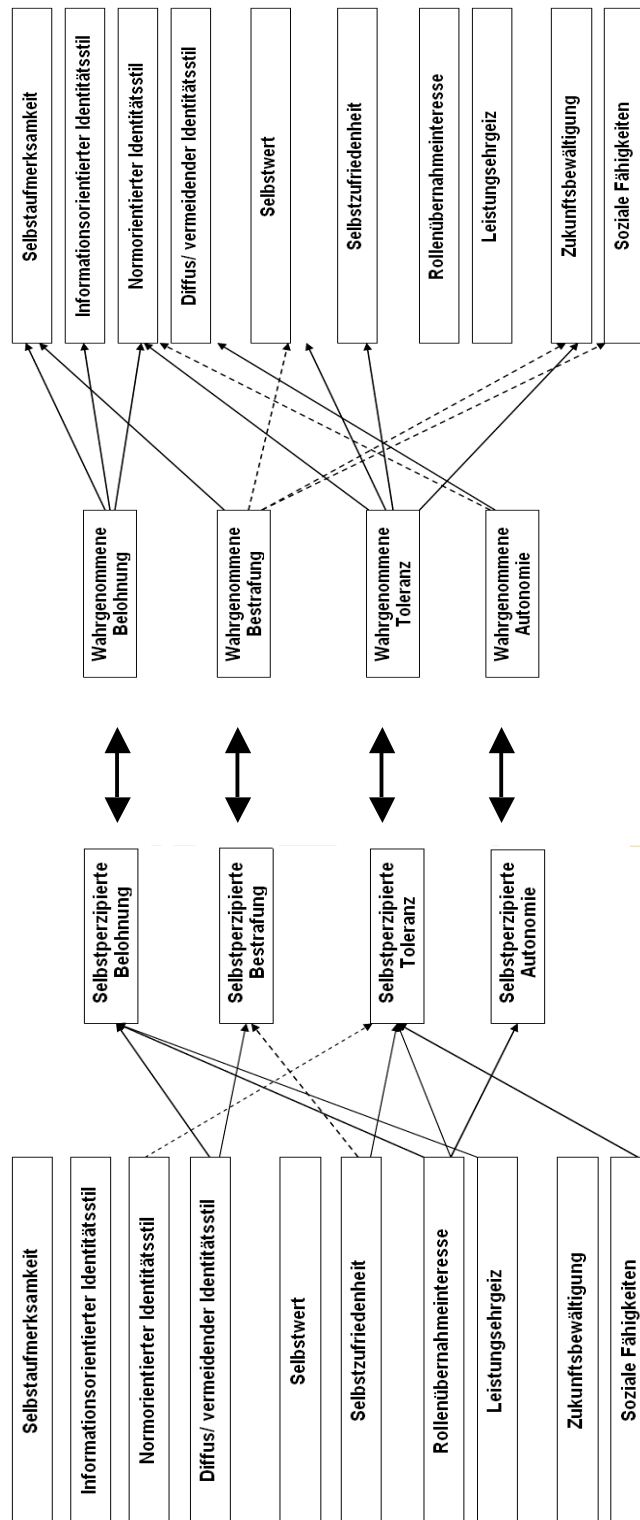 Selbstaufmerksamkeit
Informationsorientierter Identitätsstil
Normorientierter Identitätsstil
Diffus/ vermeidender Identitätsstil
Selbstwert
Selbstzufriedenheit
Rollenübernahmeinteresse
Leistungsehrgeiz
Zukunftsbewältigung
Soziale Fähigkeiten
Selbstperzipierte
Belohnung
Selbstperzipierte
Bestrafung
Selbstperzipierte
Toleranz
Selbstperzipierte
Autonomie
Wahrgenommene
Belohnung
Wahrgenommene
Bestrafung
Wahrgenommene
Toleranz
Wahrgenommene
Autonomie
Selbstaufmerksamkeit
Informationsorientierter Identitätsstil
Normorientierter Identitätsstil
Diffus/ vermeidender Identitätsstil
Selbstwert
Selbstzufriedenheit
Rollenübernahmeinteresse
Leistungsehrgeiz
Zukunftsbewältigung
Soziale Fähigkeiten